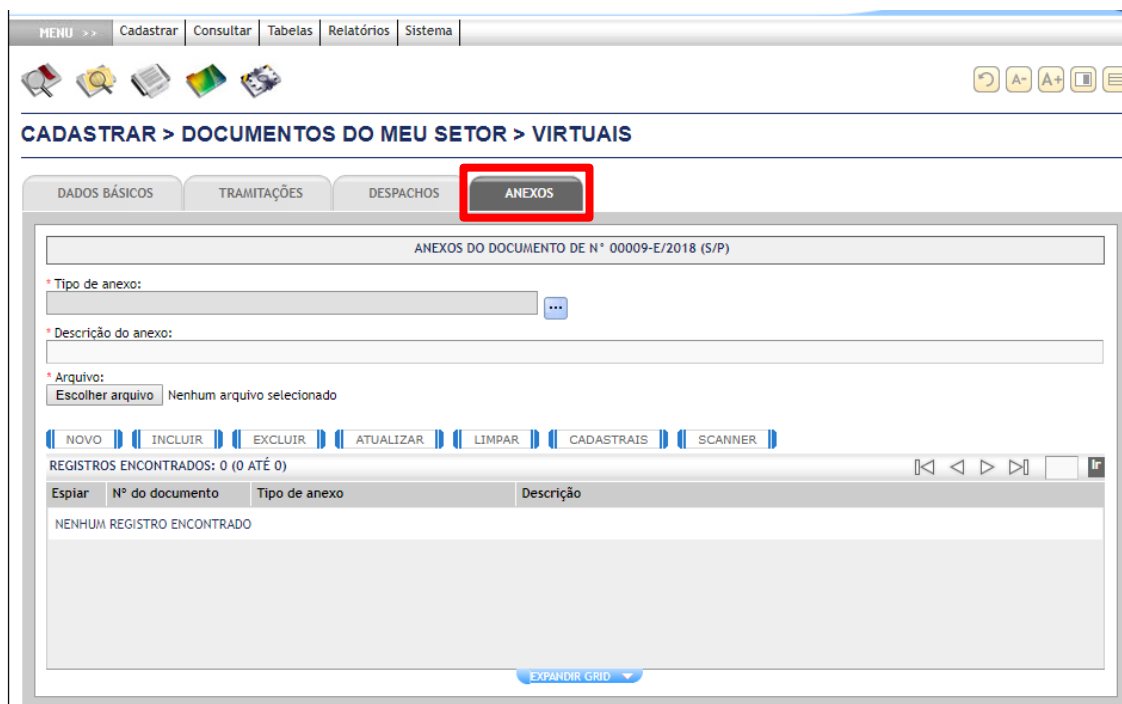 MENU >> Cadastrar Consultar Tabelas Relatórios Sistema
A- A+
CADASTRAR > DOCUMENTOS DO MEU SETOR > VIRTUAIS
DADOS BÁSICOS TRAMITAÇÕES DESPACHOS ANEXOS
ANEXOS DO DOCUMENTO DE N° 00009-E/2018 (S/P)
* Tipo de anexo:
...
* Descrição do anexo:
* Arquivo:
Escolher arquivo Nenhum arquivo selecionado
NOVO INCLUIR EXCLUIR ATUALIZAR LIMPAR CADASTRAIS SCANNER
REGISTROS ENCONTRADOS: 0 (0 ATÉ 0) Ir
Espiar N° do documento Tipo de anexo Descrição
NENHUM REGISTRO ENCONTRADO
EXPANDIR GRID